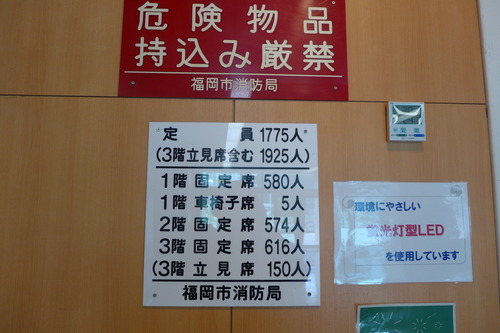 危険物品
持込み厳禁
福岡市消防局
定員 1775人
(3階立見席含む 1925人)
1階 固定席 580人
1階 車椅子席 5人
2階 固定席 574人
3階 固定席 616人
(3階 立見席 150人)
福岡市消防局
環境にやさしい
蛍光灯型LED
を使用しています